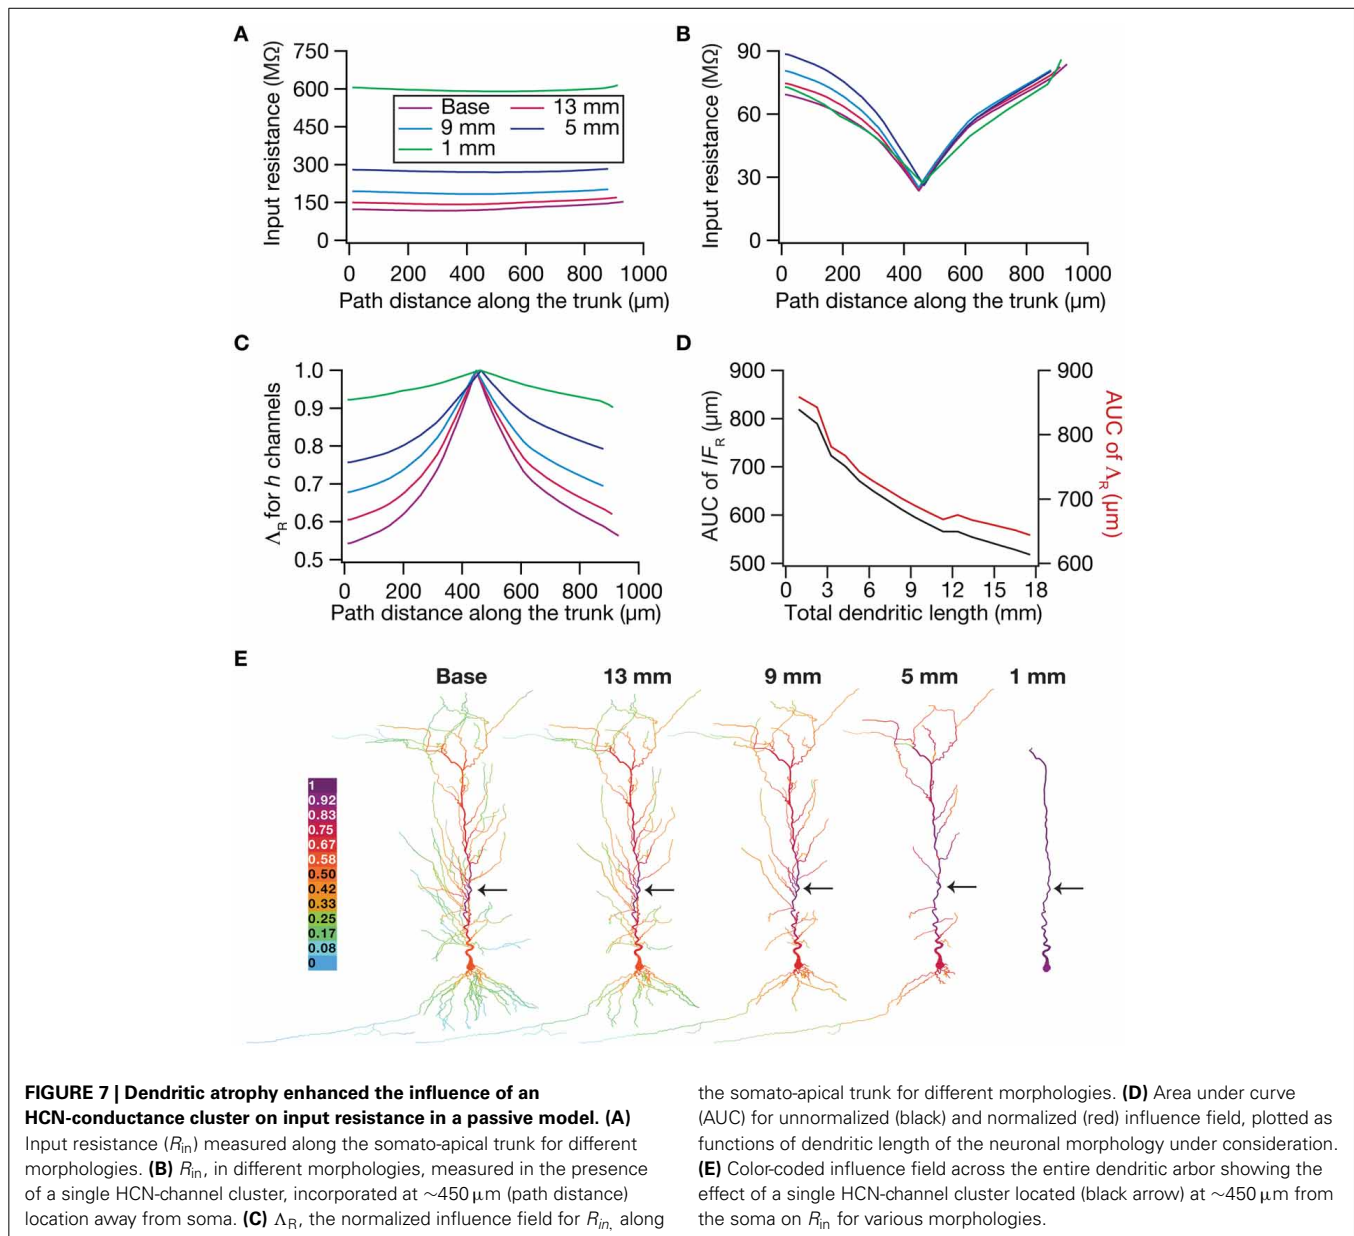 A
Input resistance (MΩ)
750
600
450
300
150
0
Base
13 mm
9 mm
5 mm
1 mm
0 200 400 600 800 1000
Path distance along the trunk (µm)
B
Input resistance (MΩ)
90
60
30
0
0 200 400 600 800 1000
Path distance along the trunk (µm)
C
ΛR for h channels
1.0
0.9
0.8
0.7
0.6
0.5
0 200 400 600 800 1000
Path distance along the trunk (µm)
D
AUC of IFR (µm)
900
800
700
600
500
900
800
700
600
AUC of ΛR (µm)
0 3 6 9 12 15 18
Total dendritic length (mm)
E
Base 13 mm 9 mm 5 mm 1 mm
1
0.92
0.83
0.75
0.67
0.58
0.50
0.42
0.33
0.25
0.17
0.08
0
FIGURE 7 | Dendritic atrophy enhanced the influence of an
HCN-conductance cluster on input resistance in a passive model. (A)
Input resistance (Rin) measured along the somato-apical trunk for different
morphologies. (B) Rin, in different morphologies, measured in the presence
of a single HCN-channel cluster, incorporated at ∼450 µm (path distance)
location away from soma. (C) ΛR, the normalized influence field for Rin, along
the somato-apical trunk for different morphologies. (D) Area under curve
(AUC) for unnormalized (black) and normalized (red) influence field, plotted as
functions of dendritic length of the neuronal morphology under consideration.
(E) Color-coded influence field across the entire dendritic arbor showing the
effect of a single HCN-channel cluster located (black arrow) at ∼450 µm from
the soma on Rin for various morphologies.